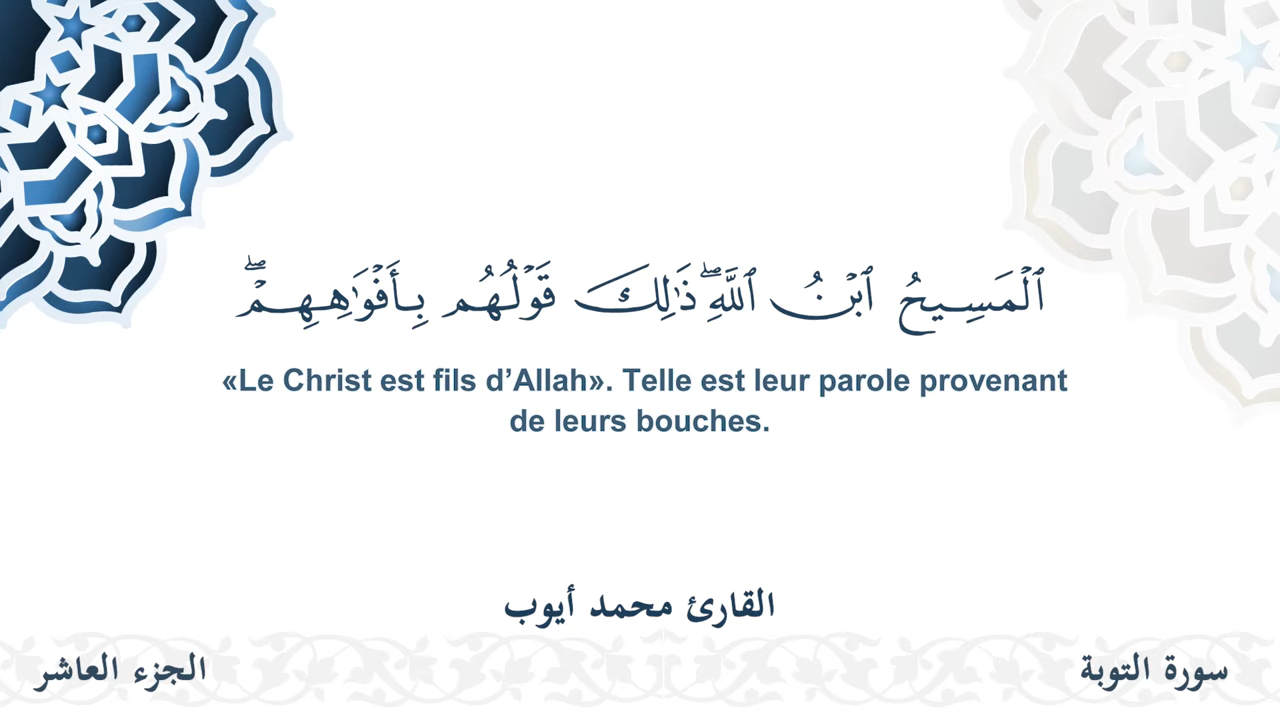 ٱلْمَسِيحُ ٱبْنُ ٱللَّهِۖ ذَٰلِكَ قَوْلُهُم بِأَفْوَٰهِهِمْۖ
«Le Christ est fils d’Allah». Telle est leur parole provenant
de leurs bouches.
القارئ محمد أيوب
سورة التوبة
الجزء العاشر